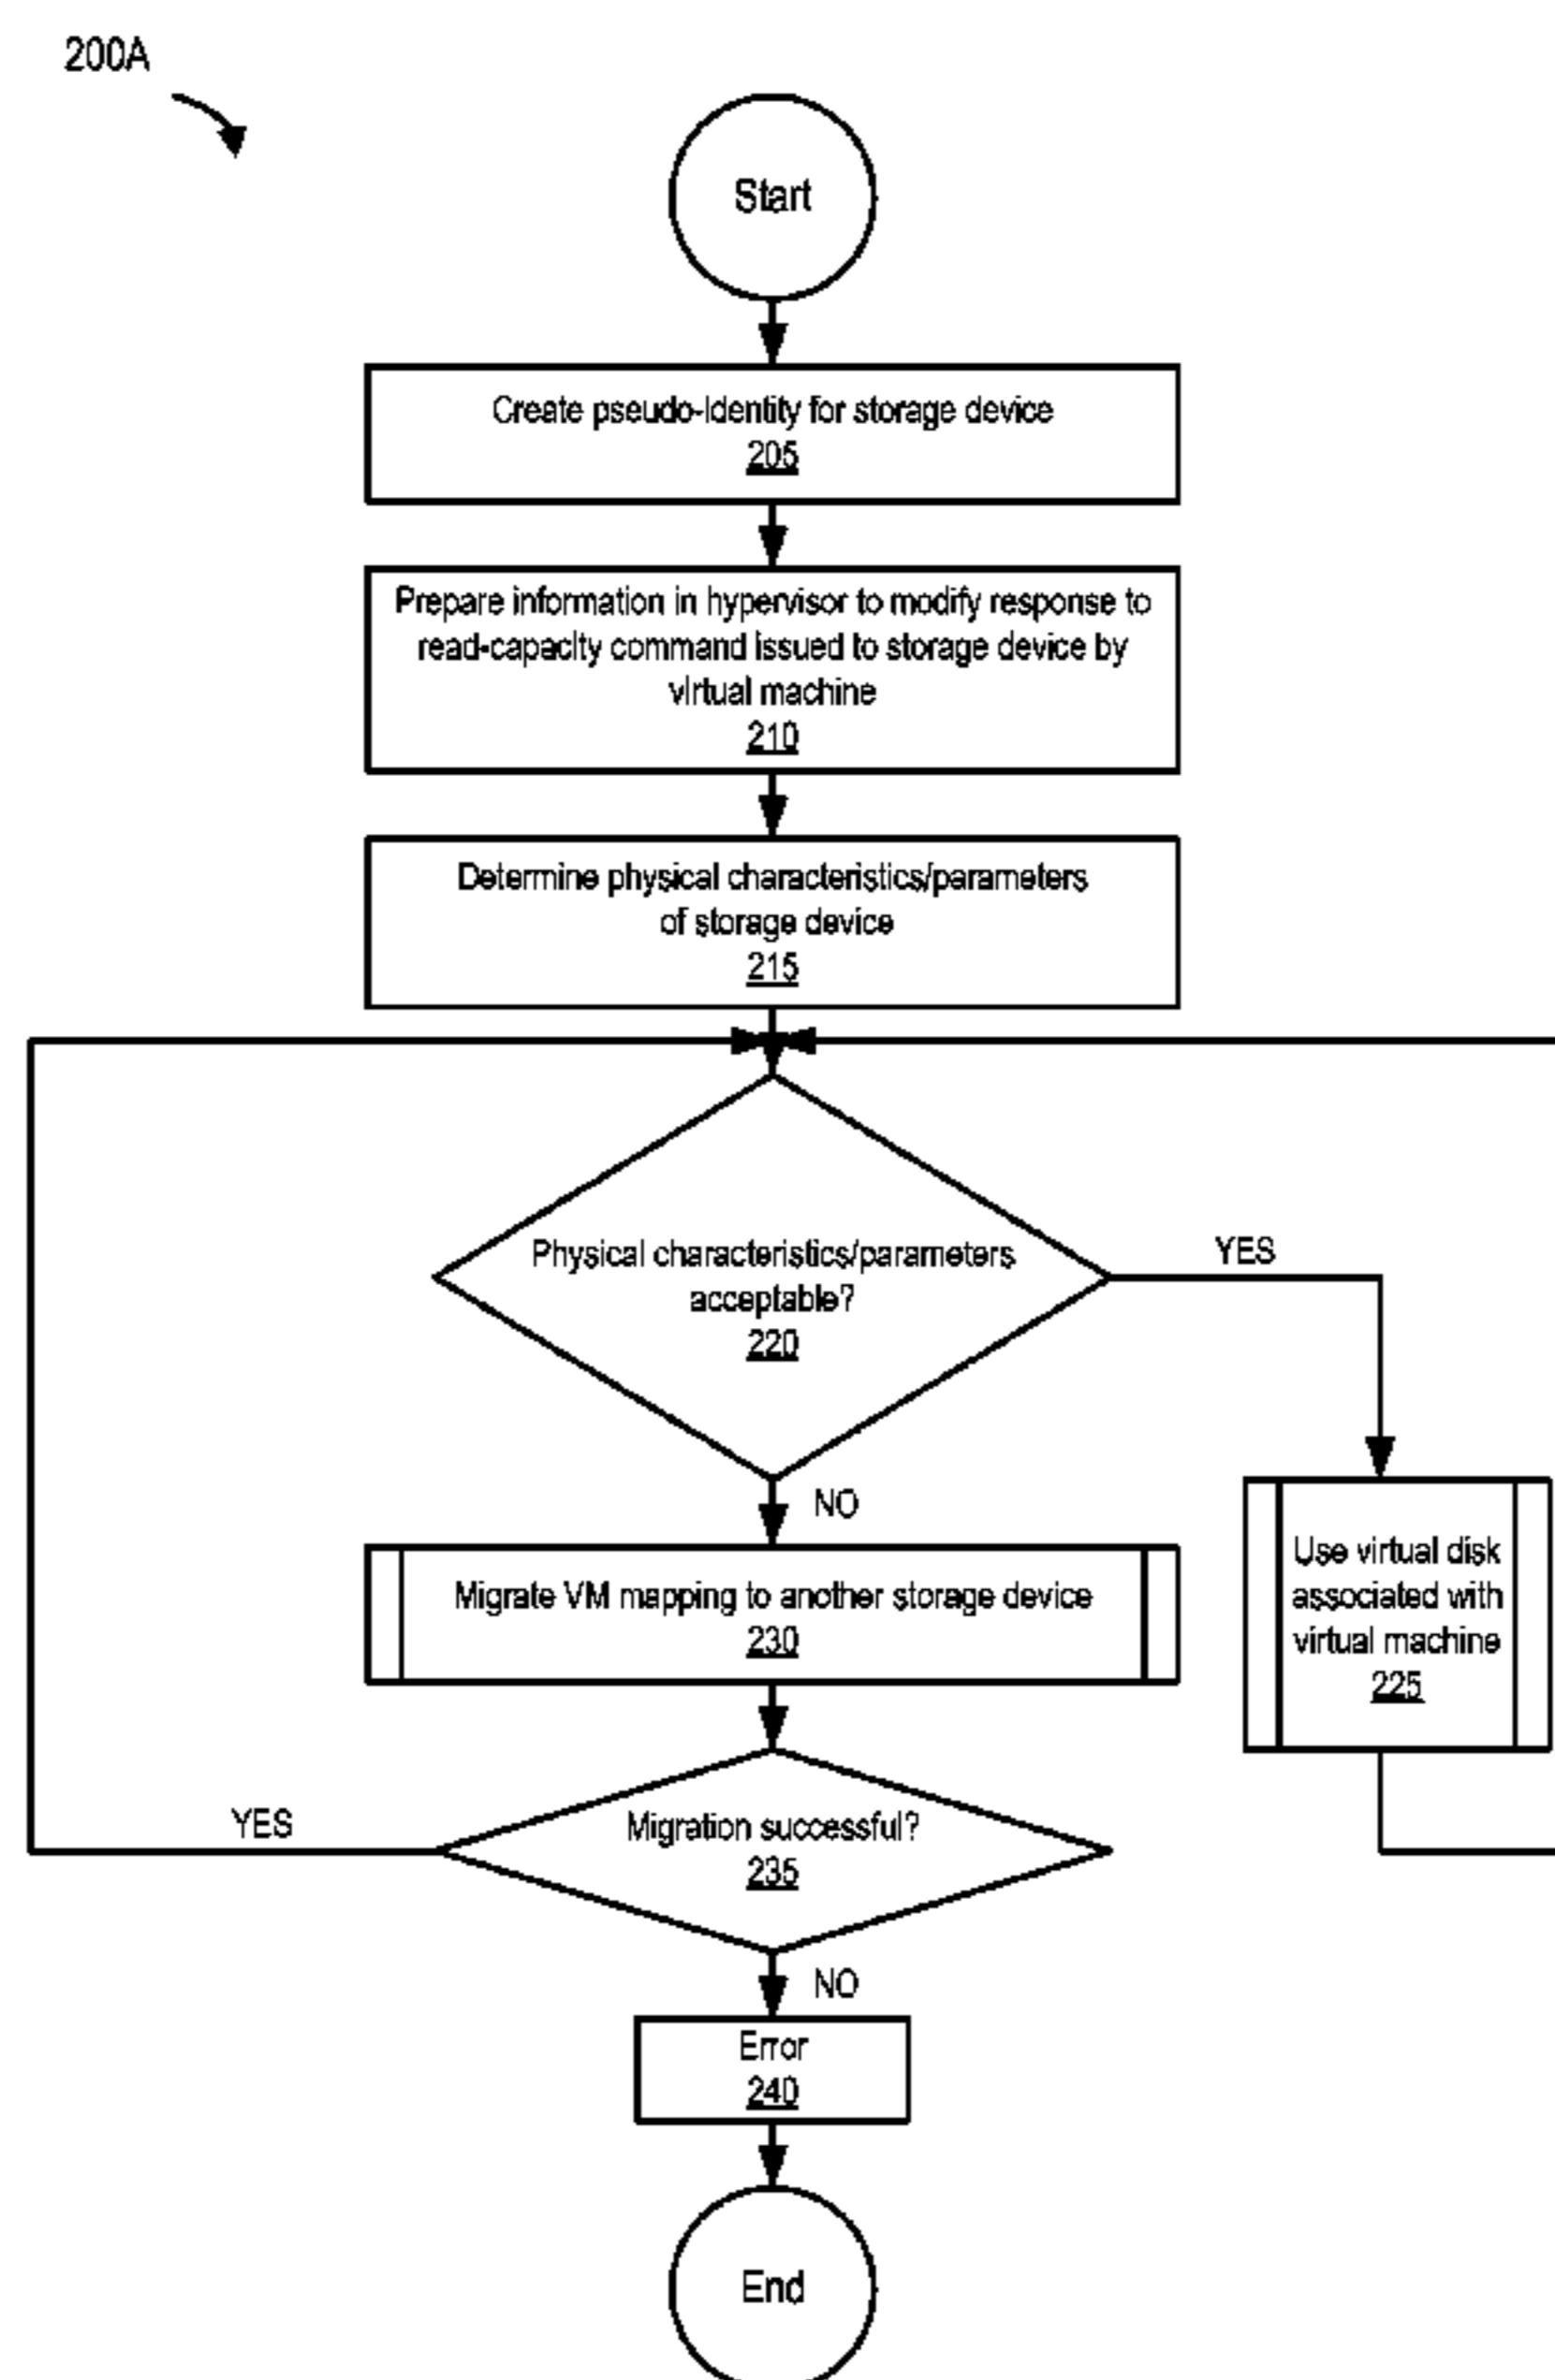 200A
Start
Create pseudo-identity for storage device
205
Prepare information in hypervisor to modify response to
read-capacity command issued to storage device by
virtual machine
210
Determine physical characteristics/parameters
of storage device
215
Physical characteristics/parameters
acceptable?
220
YES
NO
Use virtual disk
associated with
virtual machine
225
Migrate VM mapping to another storage device
230
YES
Migration successful?
235
NO
Error
240
End